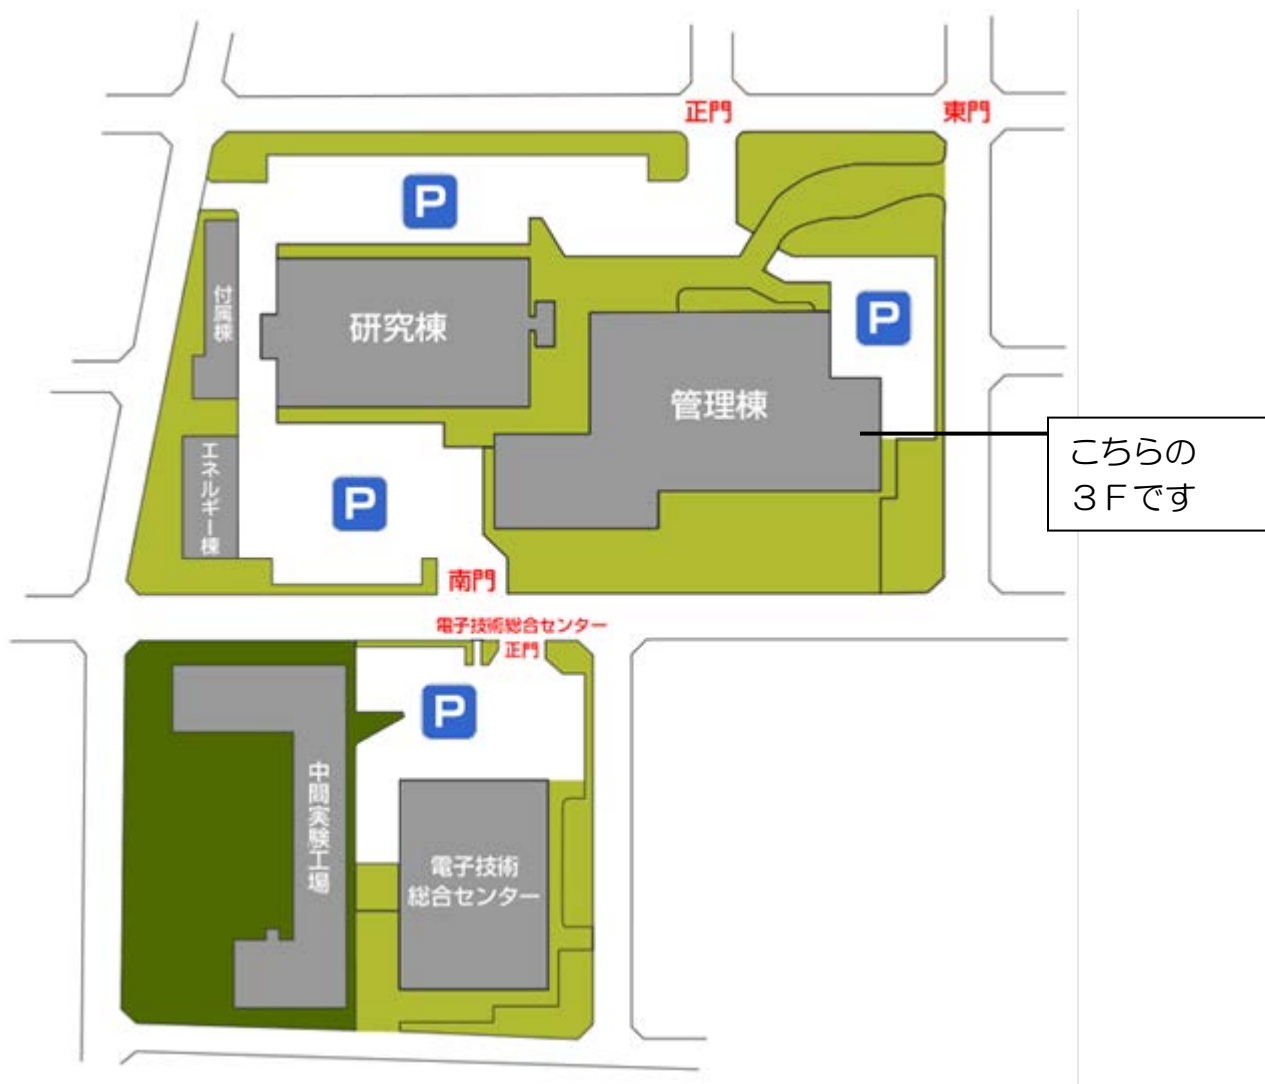 正門
東門
P
付属棟
研究棟
P
管理棟
こちらの
３Ｆです
エネルギー棟
P
南門
電子技術総合センター
正門
P
中間実験工場
電子技術
総合センター